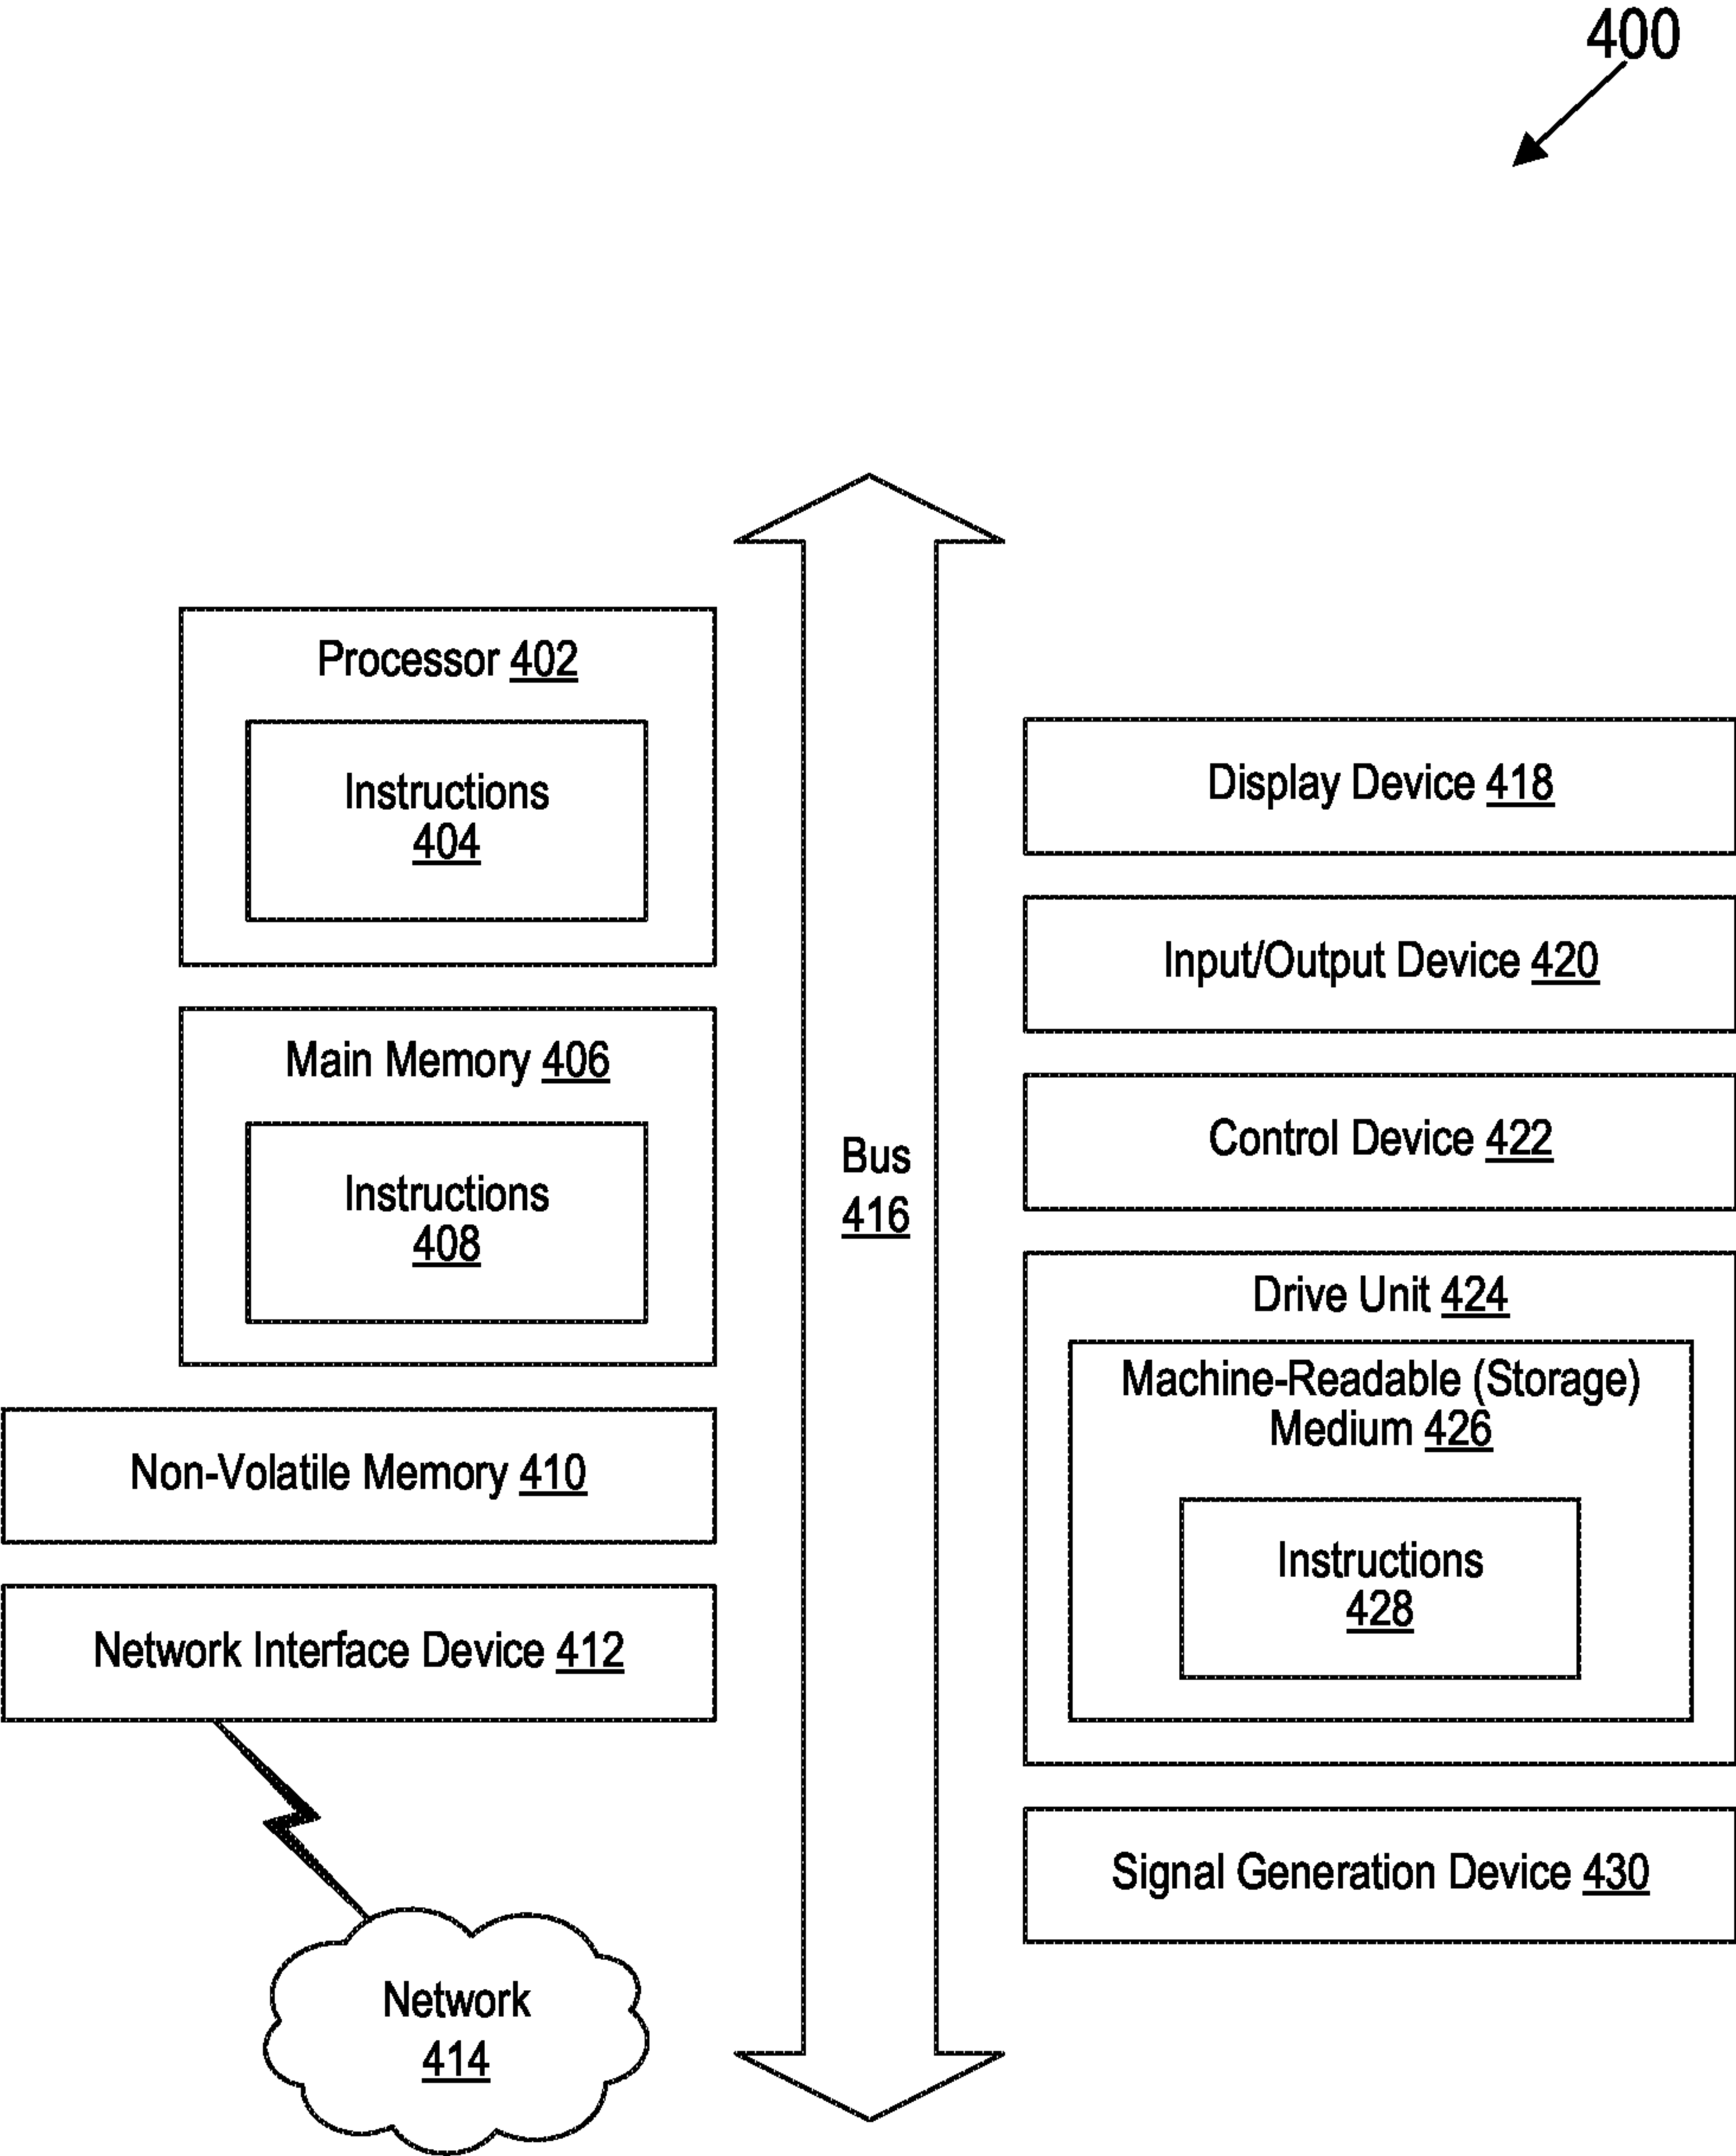 400
Processor 402
Instructions
404
Main Memory 406
Instructions
408
Non-Volatile Memory 410
Network Interface Device 412
Network
414
Bus
416
Display Device 418
Input/Output Device 420
Control Device 422
Drive Unit 424
Machine-Readable (Storage)
Medium 426
Instructions
428
Signal Generation Device 430